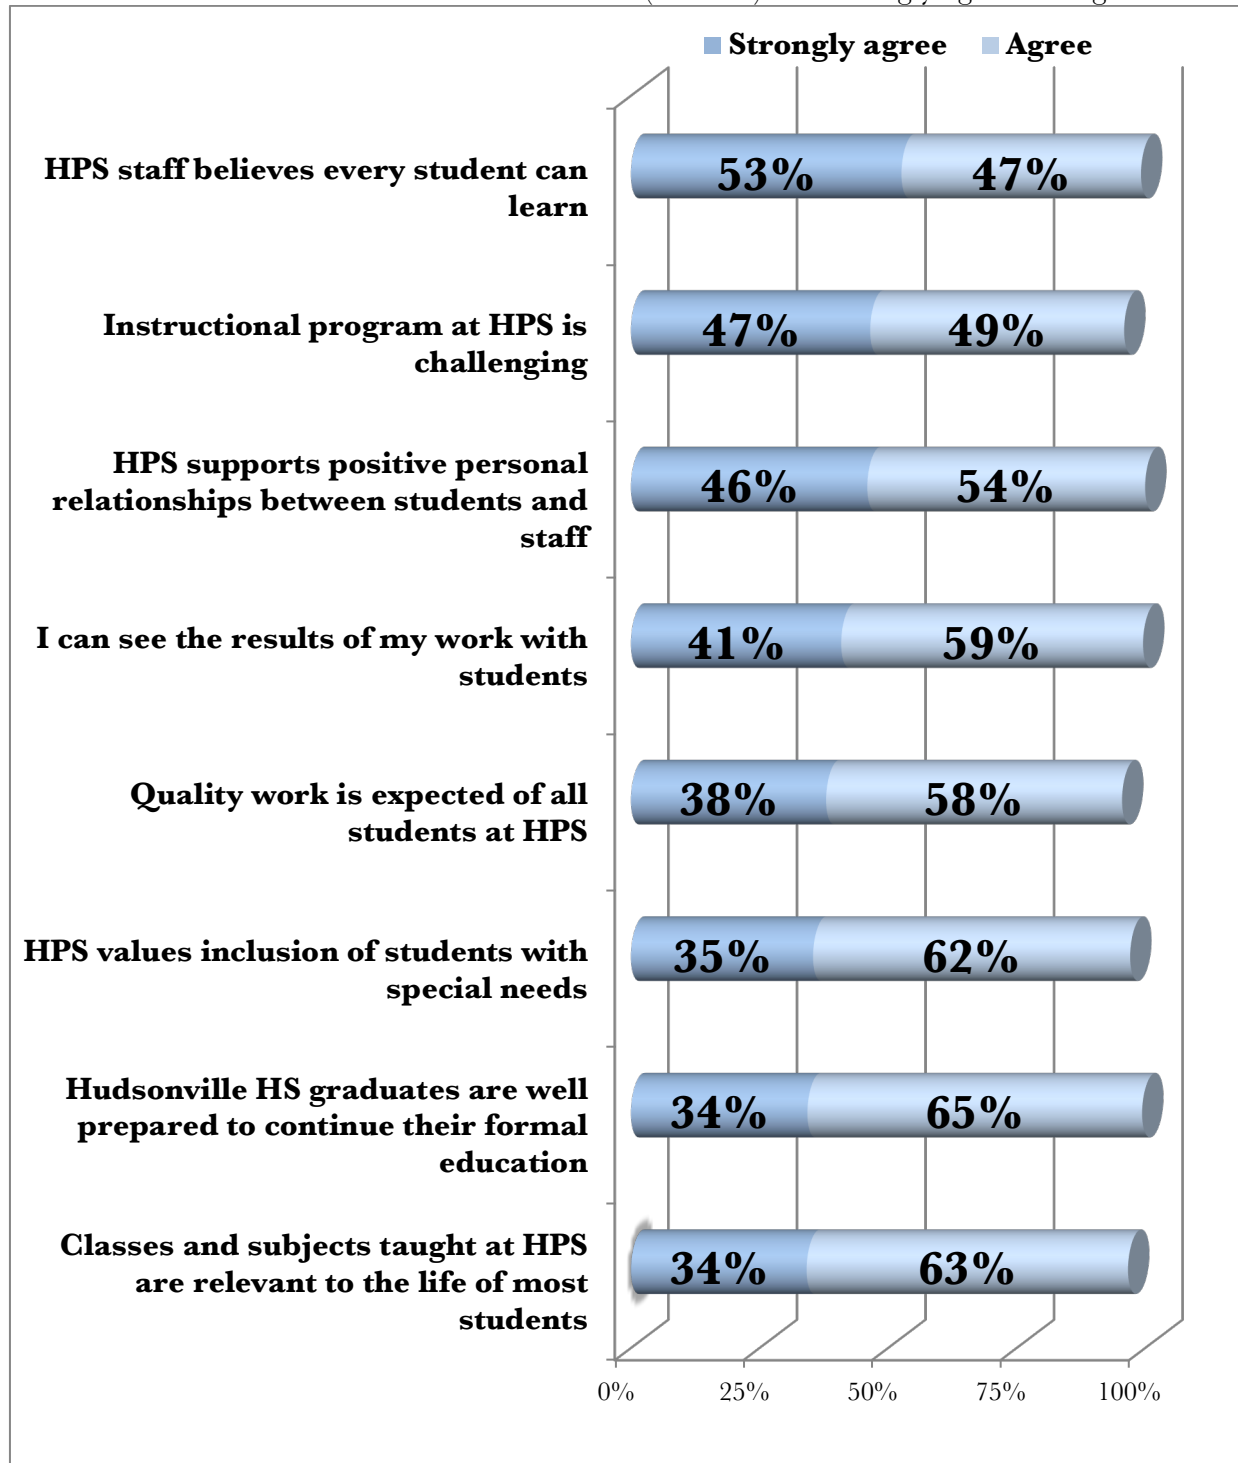 Strongly agree Agree
HPS staff believes every student can
learn
53% 47%
Instructional program at HPS is
challenging
47% 49%
HPS supports positive personal
relationships between students and
staff
46% 54%
I can see the results of my work with
students
41% 59%
Quality work is expected of all
students at HPS
38% 58%
HPS values inclusion of students with
special needs
35% 62%
Hudsonville HS graduates are well
prepared to continue their formal
education
34% 65%
Classes and subjects taught at HPS
are relevant to the life of most
students
34% 63%
0% 25% 50% 75% 100%